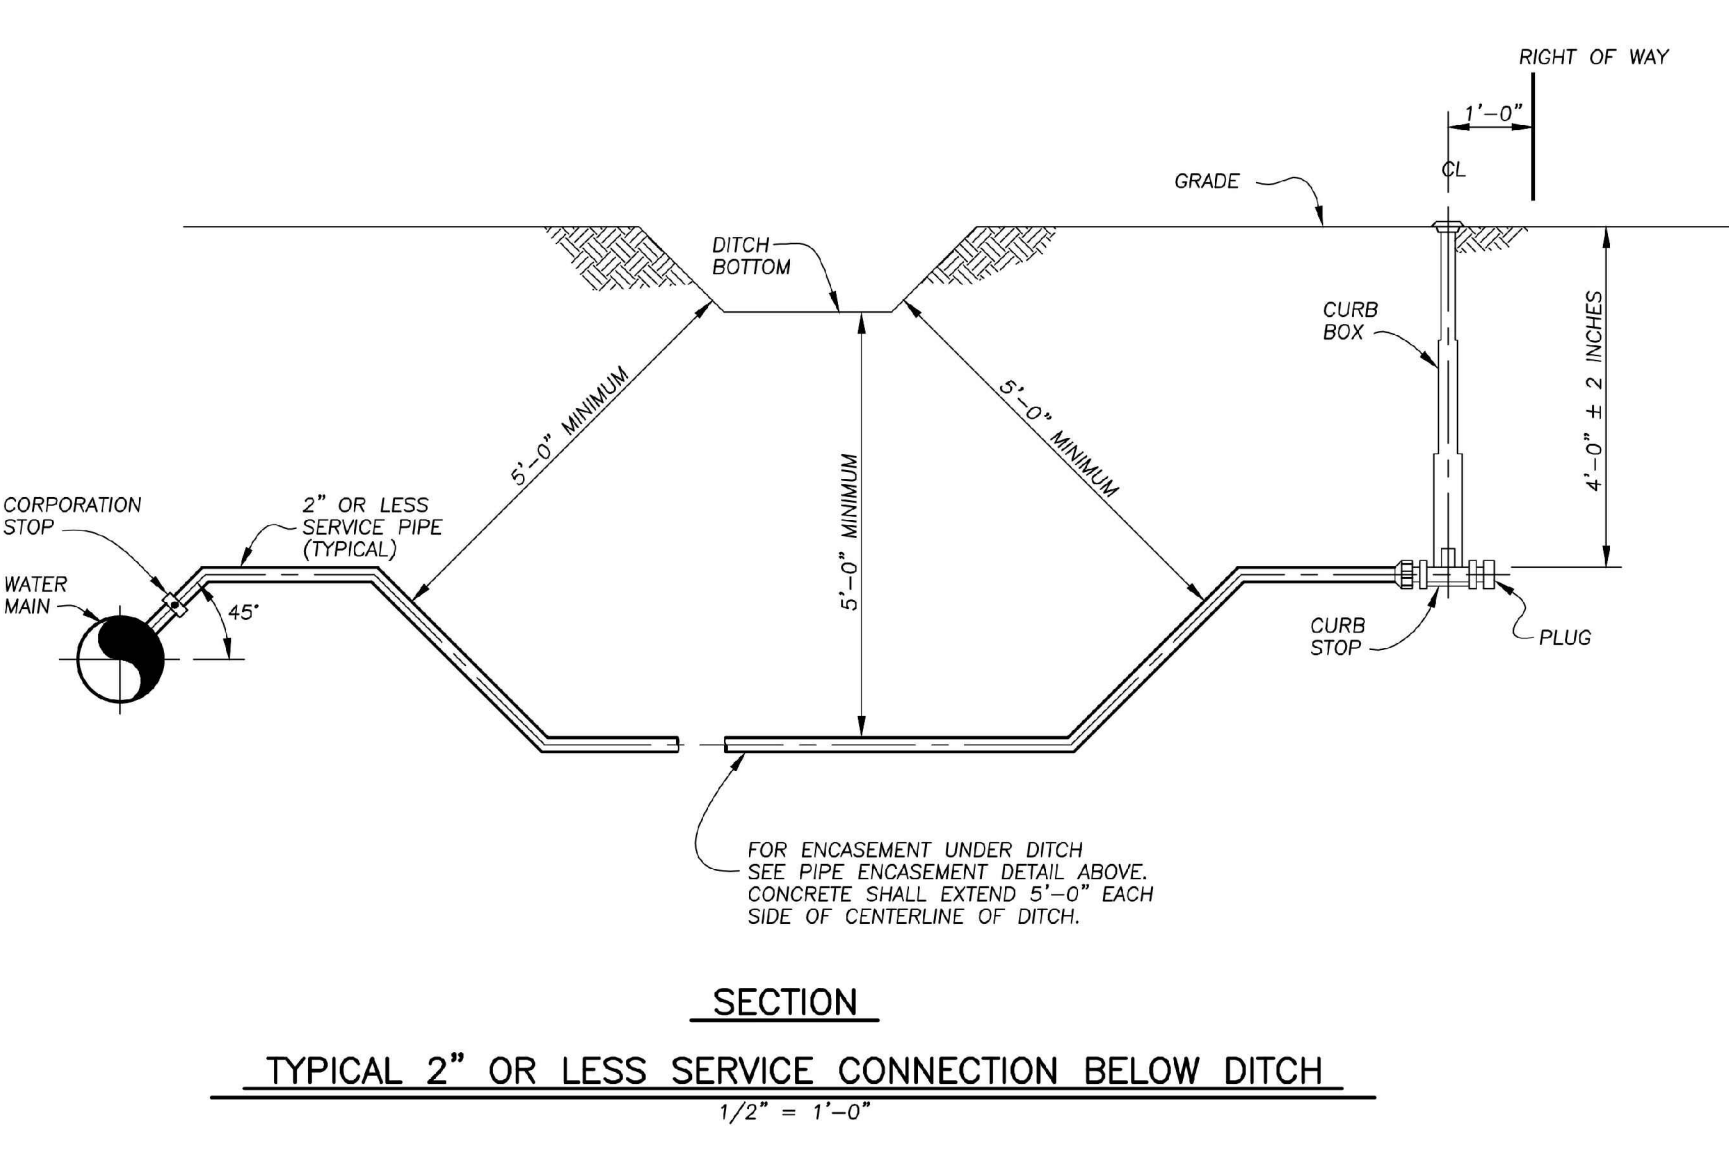 RIGHT OF WAY
1'-0"
CL
GRADE
DITCH
BOTTOM
CURB
BOX
4'-0" ± 2 INCHES
5'-0" MINIMUM
5'-0" MINIMUM
5'-0" MINIMUM
CORPORATION
STOP
2" OR LESS
SERVICE PIPE
(TYPICAL)
WATER
MAIN
45°
CURB
STOP
PLUG
FOR ENCASEMENT UNDER DITCH
SEE PIPE ENCASEMENT DETAIL ABOVE.
CONCRETE SHALL EXTEND 5'-0" EACH
SIDE OF CENTERLINE OF DITCH.
SECTION
TYPICAL 2" OR LESS SERVICE CONNECTION BELOW DITCH
1/2" = 1'-0"